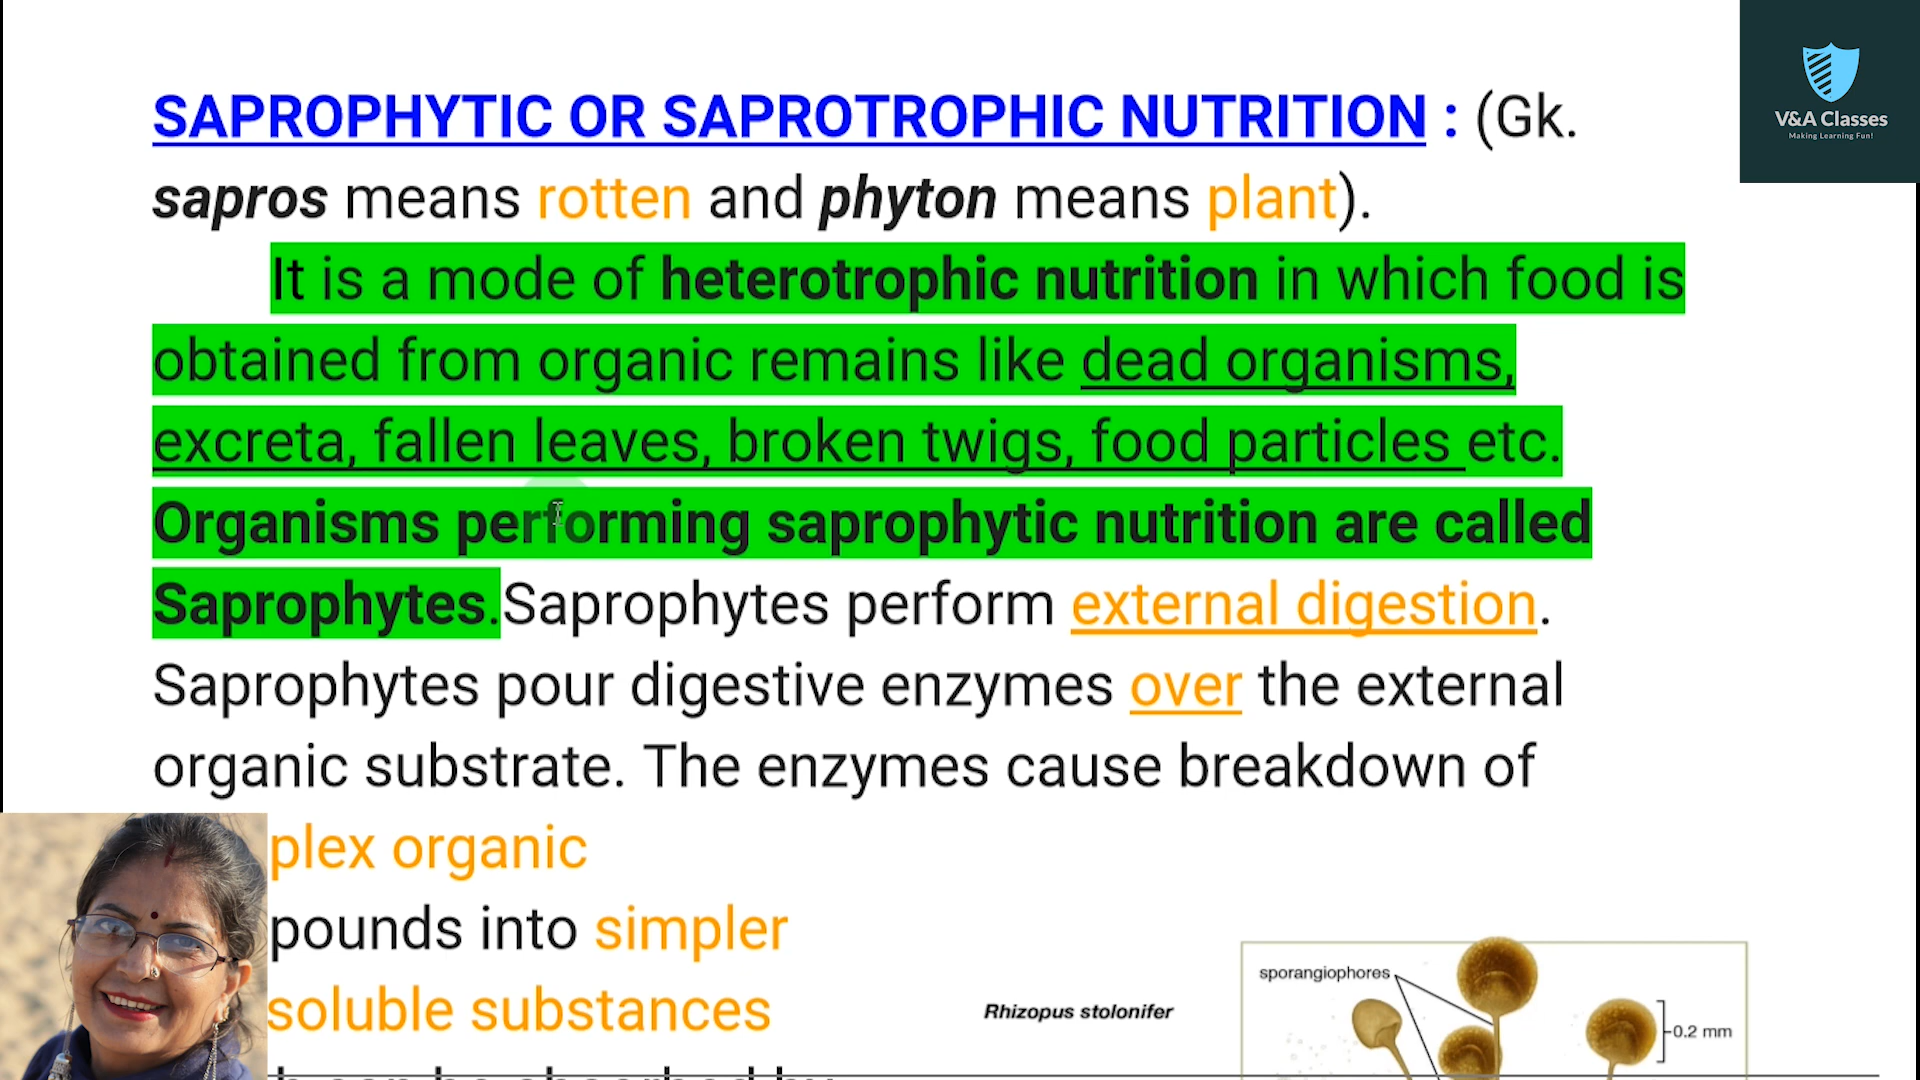 SAPROPHYTIC OR SAPROTROPHIC NUTRITION : (Gk.
sapros means rotten and phyton means plant).
It is a mode of heterotrophic nutrition in which food is
obtained from organic remains like dead organisms,
excreta, fallen leaves, broken twigs, food particles etc.
Organisms performing saprophytic nutrition are called
Saprophytes.Saprophytes perform external digestion.
Saprophytes pour digestive enzymes over the external
organic substrate. The enzymes cause breakdown of
plex organic
pounds into simpler
soluble substances
V&A Classes
Making Learning Fun!
Rhizopus stolonifer
sporangiophores
0.2 mm